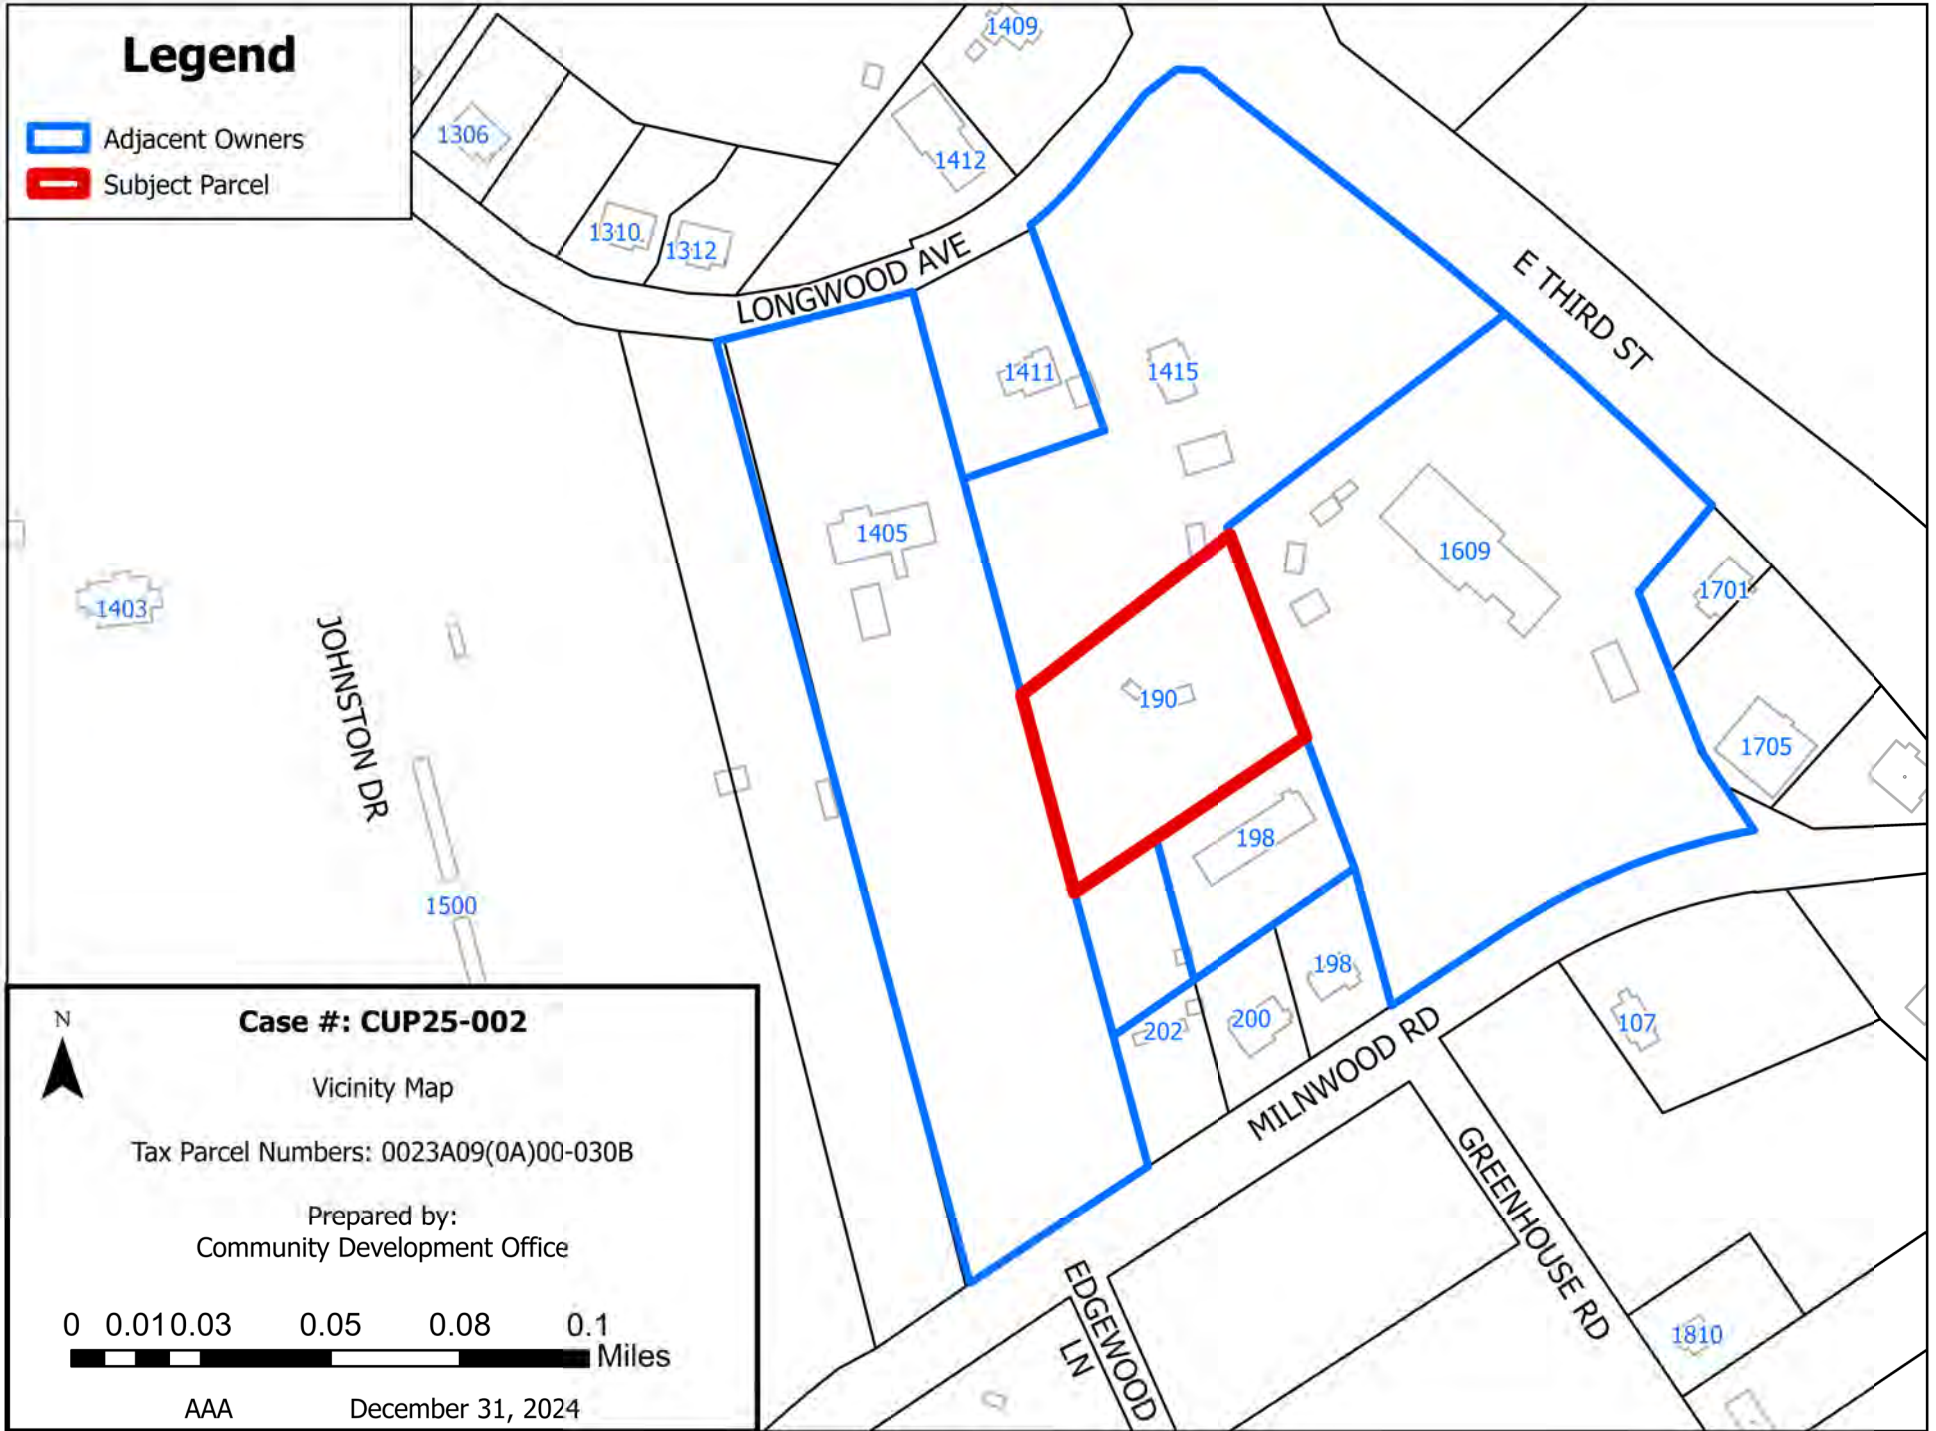 Legend
Adjacent Owners
Subject Parcel
1409
1306
1412
1310
1312
LONGWOOD AVE
E THIRD ST
1411
1415
1405
1609
1701
1403
JOHNSTON DR
190
1705
198
1500
198
202
200
107
MILNWOOD RD
GREENHOUSE RD
EDGEWOOD
LN
1810
N
Case #: CUP25-002
Vicinity Map
Tax Parcel Numbers: 0023A09(0A)00-030B
Prepared by:
Community Development Office
0 0.01 0.03 0.05 0.08 0.1
Miles
AAA December 31, 2024